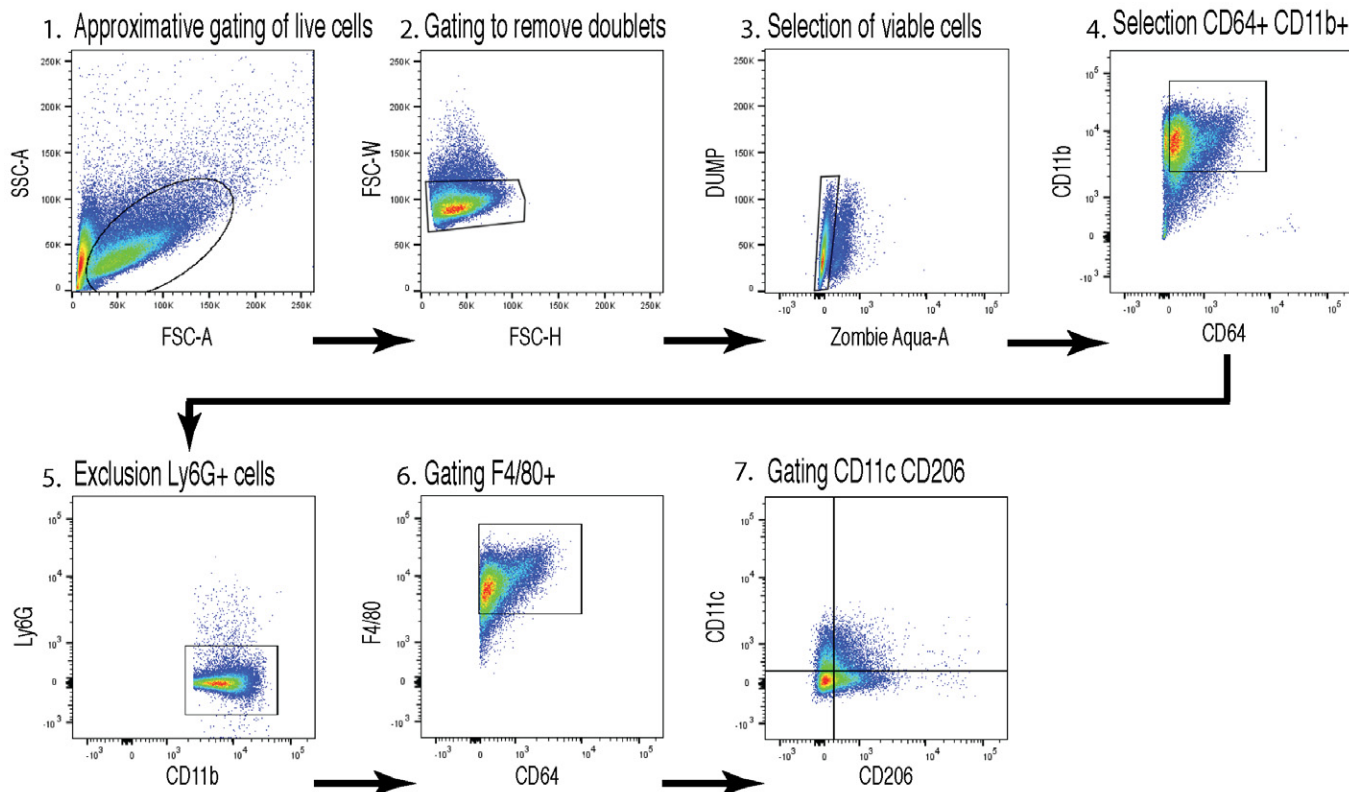 1. Approximative gating of live cells
2. Gating to remove doublets
3. Selection of viable cells
4. Selection CD64+ CD11b+
SSC-A
250K
200K
150K
100K
50K
0
0 50K 100K 150K 200K 250K
FSC-A
FSC-W
250K
200K
150K
100K
50K
0
0 50K 100K 150K 200K 250K
FSC-H
DUMP
250K
200K
150K
100K
50K
0
-10³ 0 10³ 10⁴ 10⁵
Zombie Aqua-A
CD11b
10⁵
10⁴
10³
0
-10³
-10³ 0 10³ 10⁴ 10⁵
CD64
5. Exclusion Ly6G+ cells
6. Gating F4/80+
7. Gating CD11c CD206
Ly6G
10⁵
10⁴
10³
0
-10³
-10³ 0 10³ 10⁴ 10⁵
CD11b
F4/80
10⁵
10⁴
10³
0
-10³
-10³ 0 10³ 10⁴ 10⁵
CD64
CD11c
10⁵
10⁴
10³
0
-10³
-10³ 0 10³ 10⁴ 10⁵
CD206